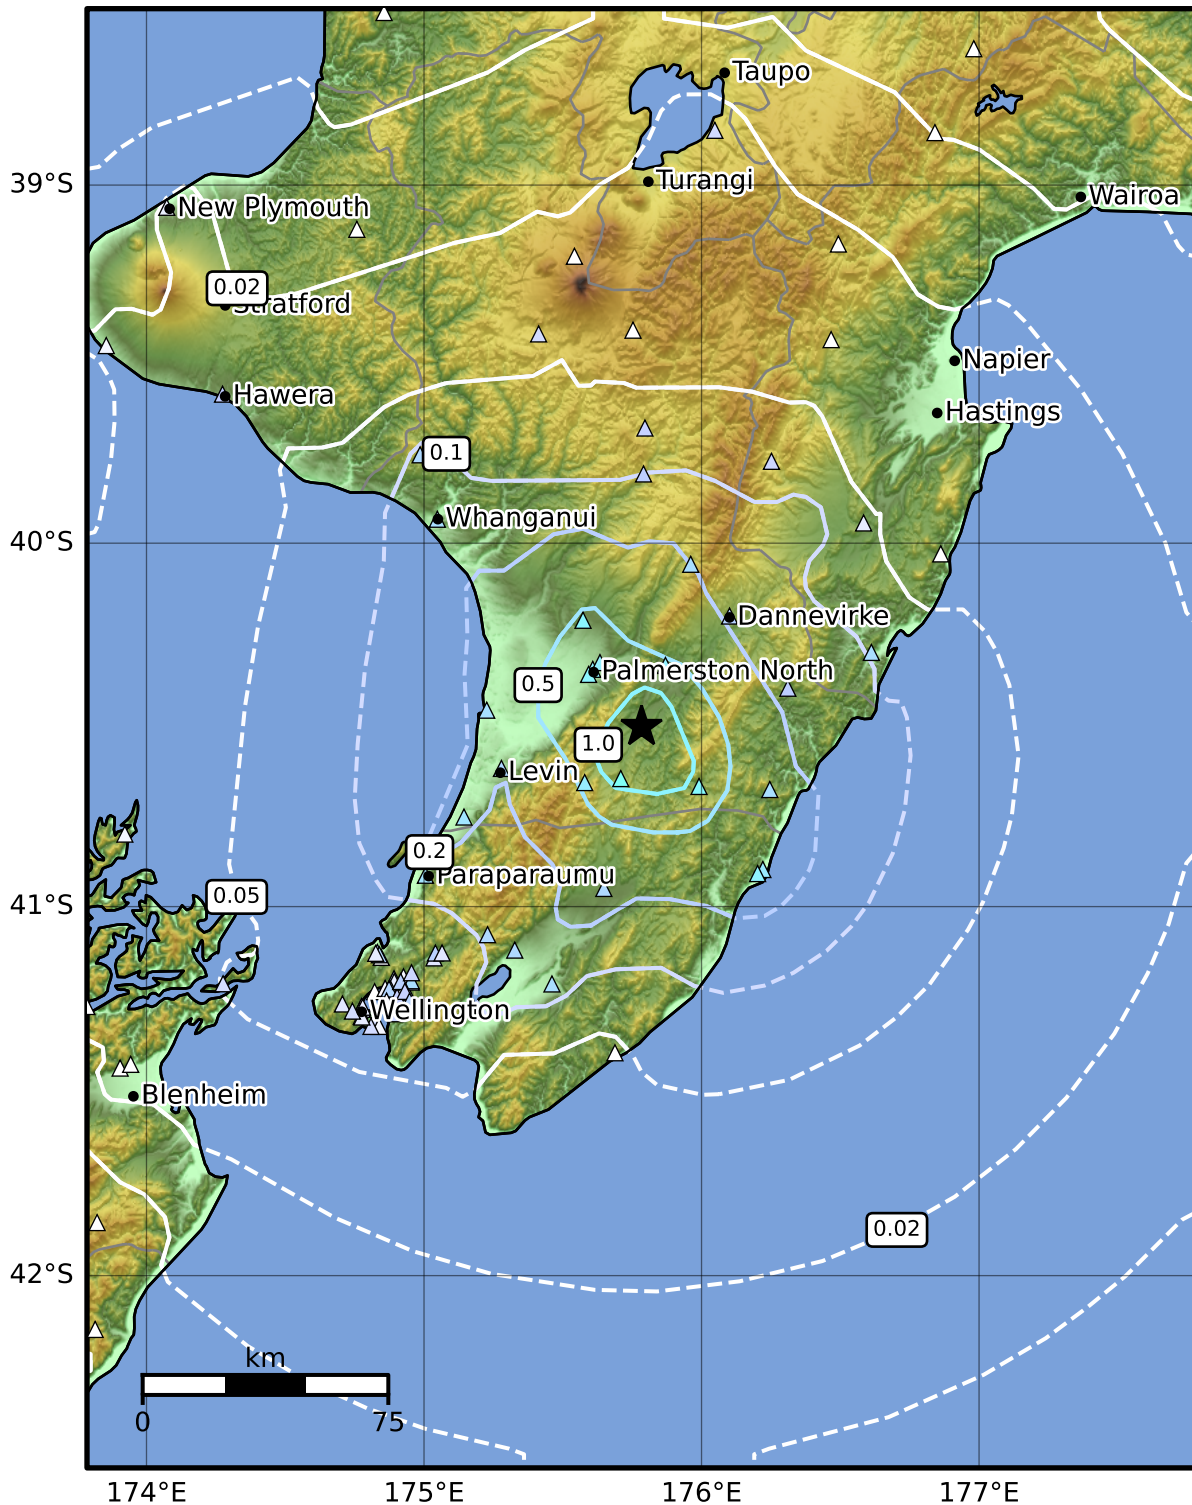 Taupo
39°S
Turangi
Wairoa
New Plymouth
0.02
Stratford
Napier
Hawera
Hastings
0.1
Whanganui
40°S
Dannevirke
Palmerston North
0.5
1.0
Levin
0.2
Paraparaumu
0.05
41°S
Wellington
Blenheim
0.02
42°S
km
0
75
174°E
175°E
176°E
177°E